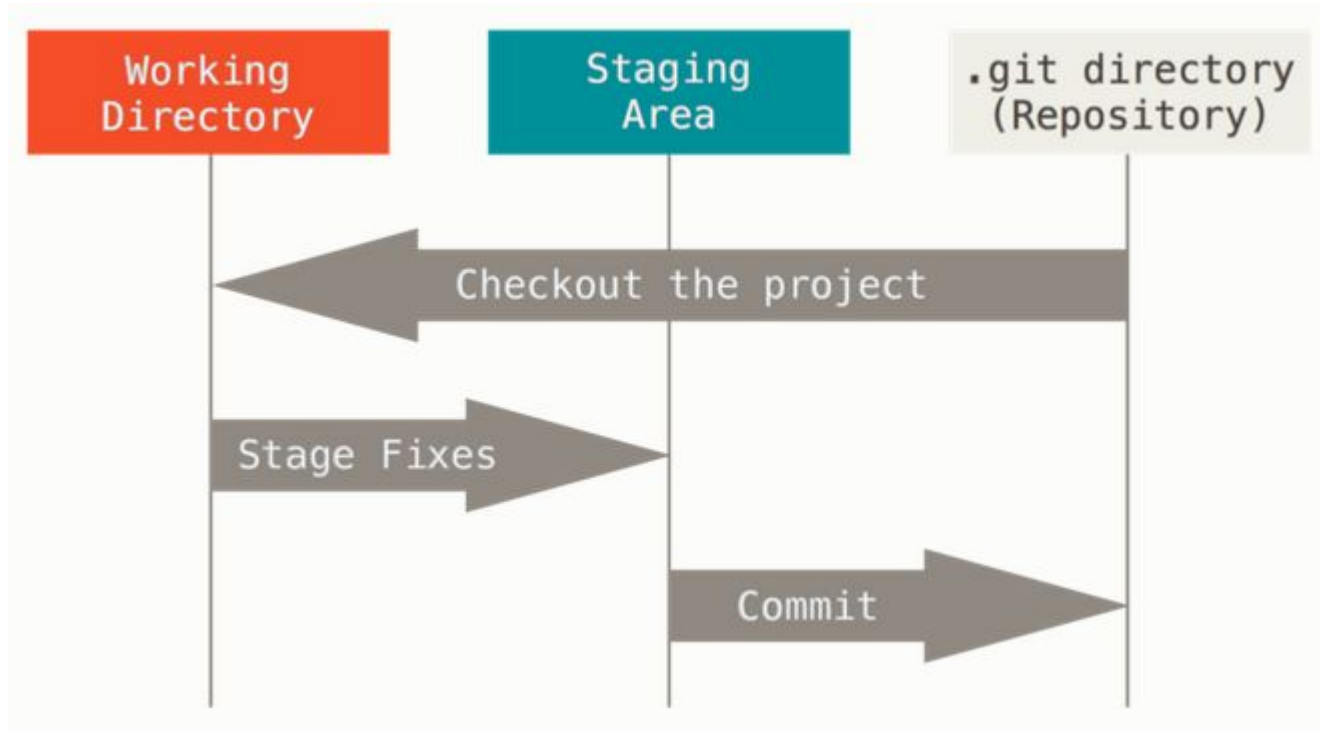 Working
Directory
Staging
Area
.git directory
(Repository)
Checkout the project
Stage Fixes
Commit